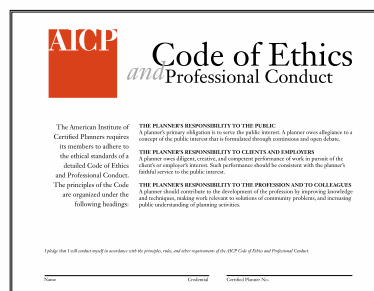 AICP
Code of Ethics
and Professional Conduct
The American Institute of
Certified Planners requires
its members to adhere to
the ethical standards of a
detailed Code of Ethics
and Professional Conduct.
The principles of the Code
are organized under the
following headings:
THE PLANNER'S RESPONSIBILITY TO THE PUBLIC
A planner's primary obligation is to serve the public interest. A planner owes allegiance to a
concept of the public interest that is formulated through continuous and open debate.
THE PLANNER'S RESPONSIBILITY TO CLIENTS AND EMPLOYERS
A planner owes diligent, creative, and competent performance of work in pursuit of the
client's or employer's interest. Such performance should be consistent with the planner's
faithful service to the public interest.
THE PLANNER'S RESPONSIBILITY TO THE PROFESSION AND TO COLLEAGUES
A planner should contribute to the development of the profession by improving knowledge
and techniques, making work relevant to solutions of community problems, and increasing
public understanding of planning activities.
I pledge that I will conduct myself in accordance with the principles, rules, and other requirements of the AICP Code of Ethics and Professional Conduct.
Name Credential Certified Planner No.